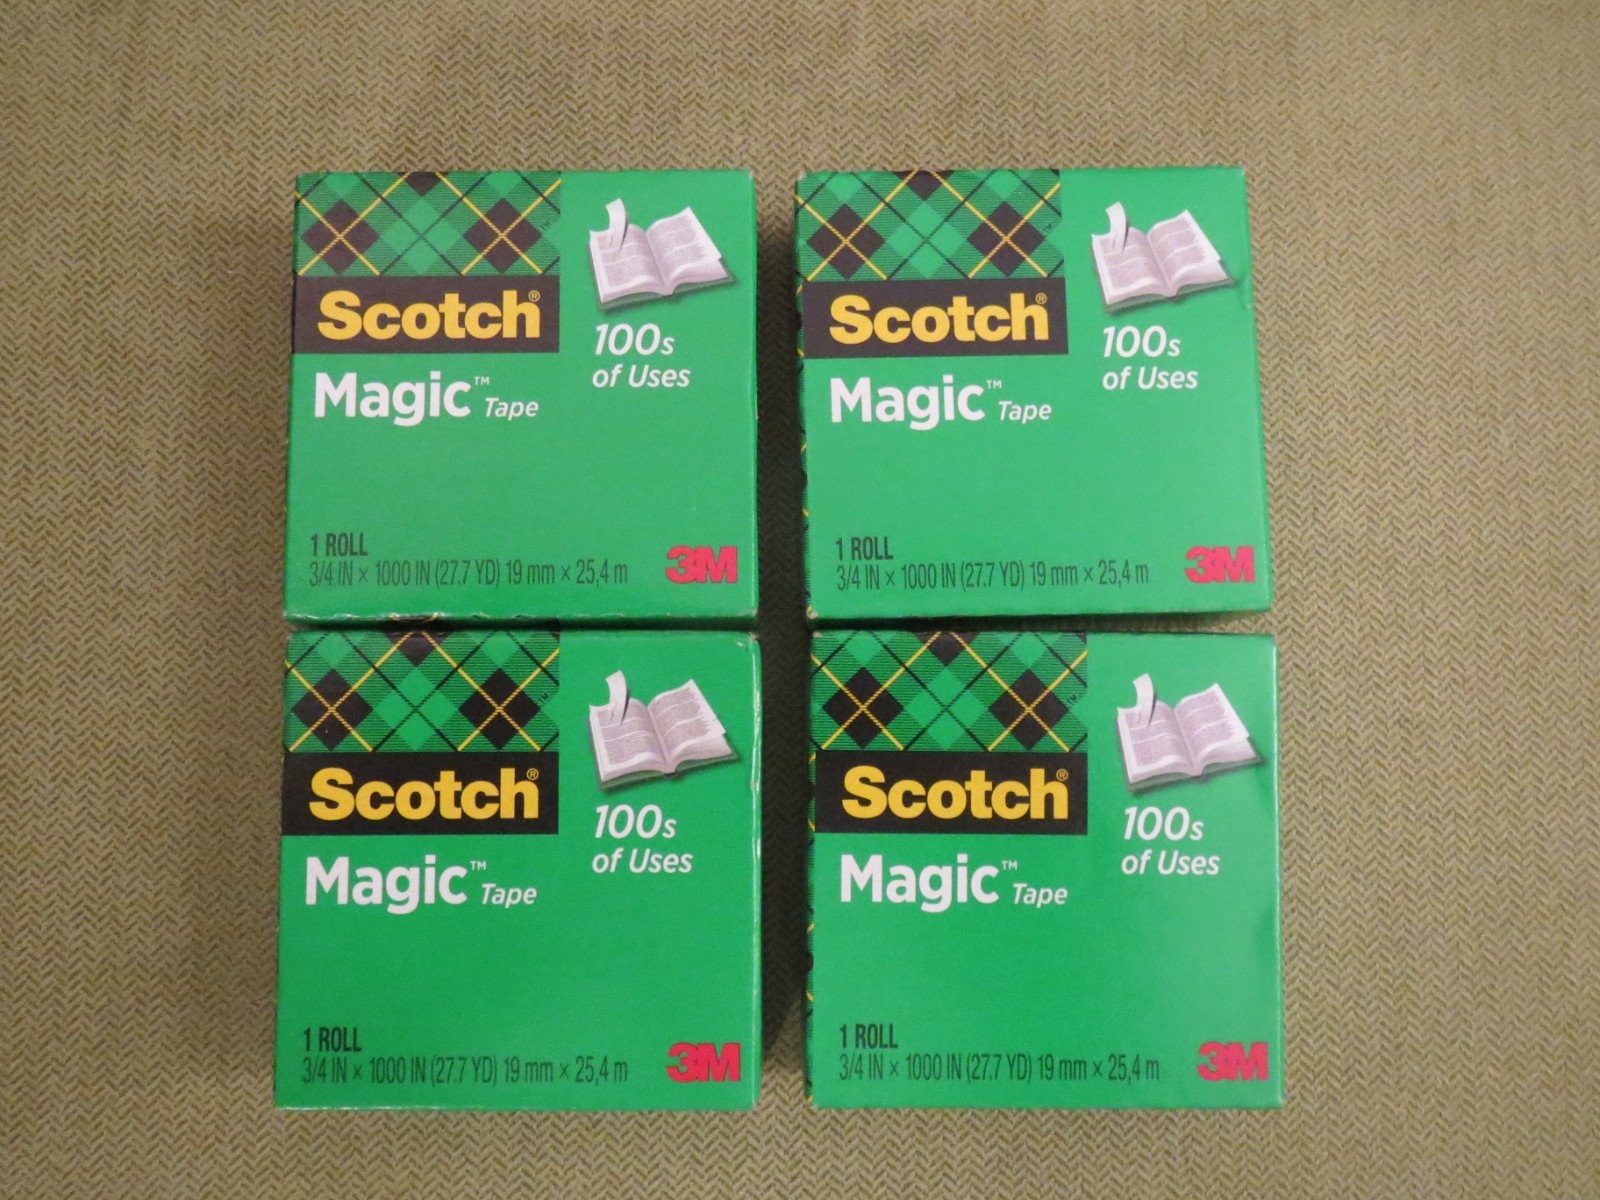 Scotch®
Magic™ Tape
100s
of Uses
1 ROLL
3/4 IN × 1000 IN (27.7 YD) 19 mm × 25,4 m
3M
Scotch®
Magic™ Tape
100s
of Uses
1 ROLL
3/4 IN × 1000 IN (27.7 YD) 19 mm × 25,4 m
3M
Scotch®
Magic™ Tape
100s
of Uses
1 ROLL
3/4 IN × 1000 IN (27.7 YD) 19 mm × 25,4 m
3M
Scotch®
Magic™ Tape
100s
of Uses
1 ROLL
3/4 IN × 1000 IN (27.7 YD) 19 mm × 25,4 m
3M